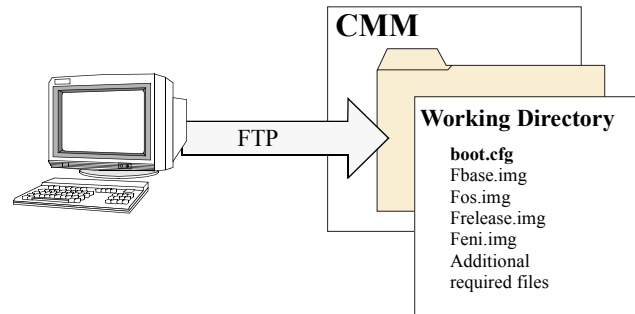 CMM
FTP
Working Directory
boot.cfg
Fbase.img
Fos.img
Frelease.img
Feni.img
Additional
required files